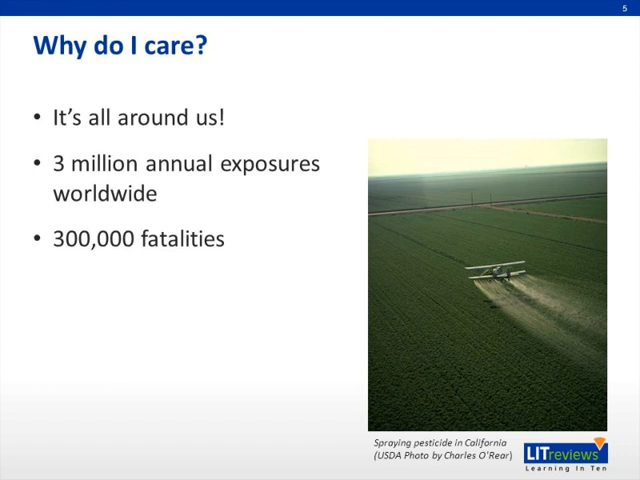 5
Why do I care?
• It's all around us!
• 3 million annual exposures
worldwide
• 300,000 fatalities
Spraying pesticide in California
(USDA Photo by Charles O'Rear)
LITreviews
Learning In Ten